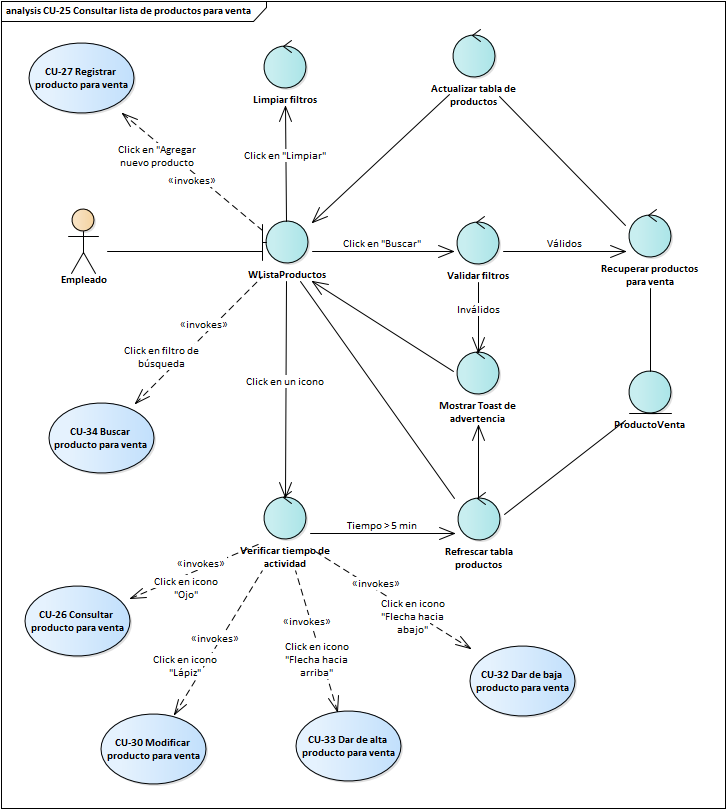 analysis CU-25 Consultar lista de productos para venta
CU-27 Registrar
producto para venta
Limpiar filtros
Actualizar tabla de
productos
Click en "Agregar
nuevo producto
«invokes»
Click en "Limpiar"
Empleado
WListaProductos
Click en "Buscar"
Validar filtros
Válidos
Recuperar productos
para venta
«invokes»
Click en filtro de
búsqueda
Inválidos
Click en un icono
Mostrar Toast de
advertencia
ProductoVenta
CU-34 Buscar
producto para venta
Verificar tiempo de
actividad
Tiempo > 5 min
Refrescar tabla
productos
«invokes»
Click en icono
"Ojo"
CU-26 Consultar
producto para venta
«invokes»
Click en icono
"Lápiz"
«invokes»
Click en icono
"Flecha hacia
arriba"
«invokes»
Click en icono
"Flecha hacia
abajo"
CU-32 Dar de baja
producto para venta
CU-30 Modificar
producto para venta
CU-33 Dar de alta
producto para venta